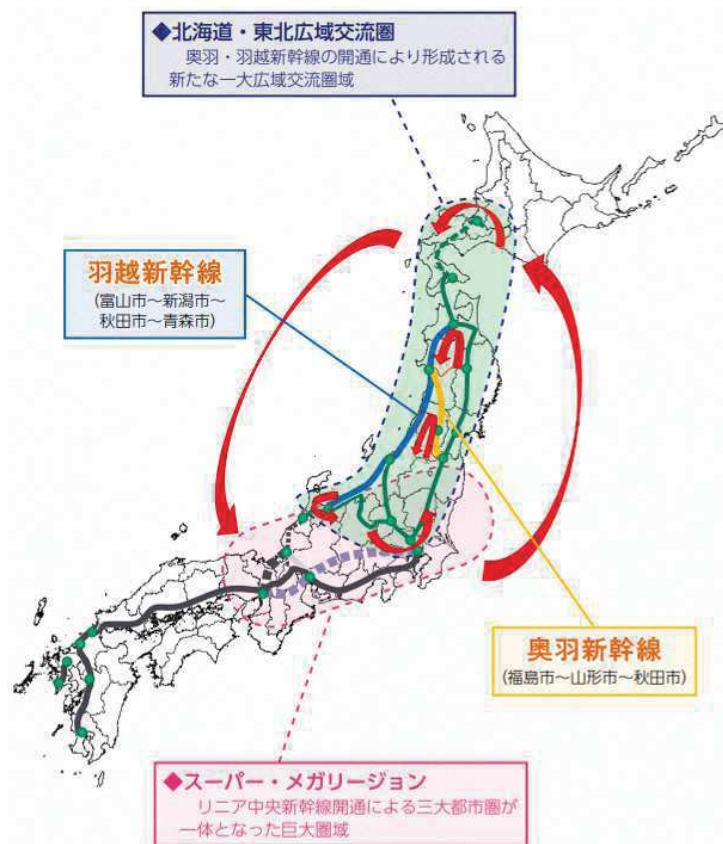 ◆北海道・東北広域交流圏
奥羽・羽越新幹線の開通により形成される
新たな一大広域交流圏域
羽越新幹線
(富山市～新潟市～
秋田市～青森市)
奥羽新幹線
(福島市～山形市～秋田市)
◆スーパー・メガリージョン
リニア中央新幹線開通による三大都市圏が
一体となった巨大圏域